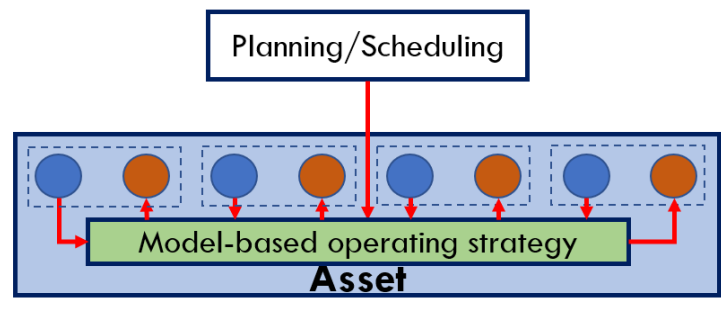 Planning/Scheduling
Model-based operating strategy
Asset